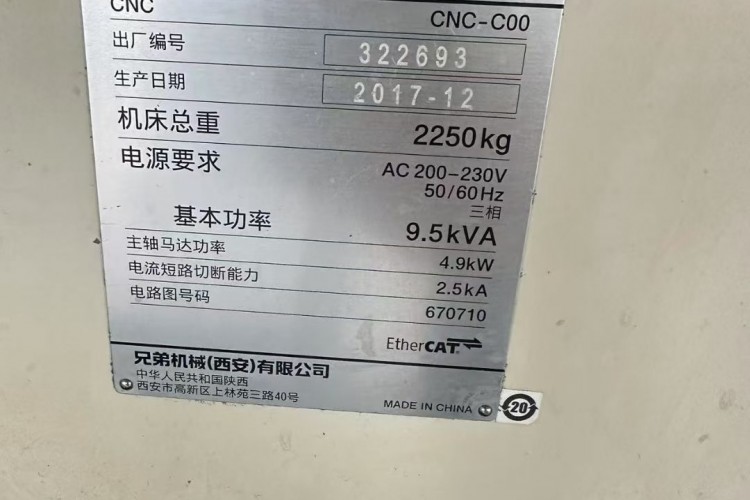 CNC CNC-C00
出厂编号 322693
生产日期 2017-12
机床总重 2250kg
电源要求 AC 200-230V
50/60Hz
三相
基本功率 9.5kVA
主轴马达功率 4.9kW
电流短路切断能力 2.5kA
电路图号码 670710
EtherCAT
兄弟机械(西安)有限公司
中华人民共和国陕西
西安市高新区上林苑三路40号
MADE IN CHINA 20